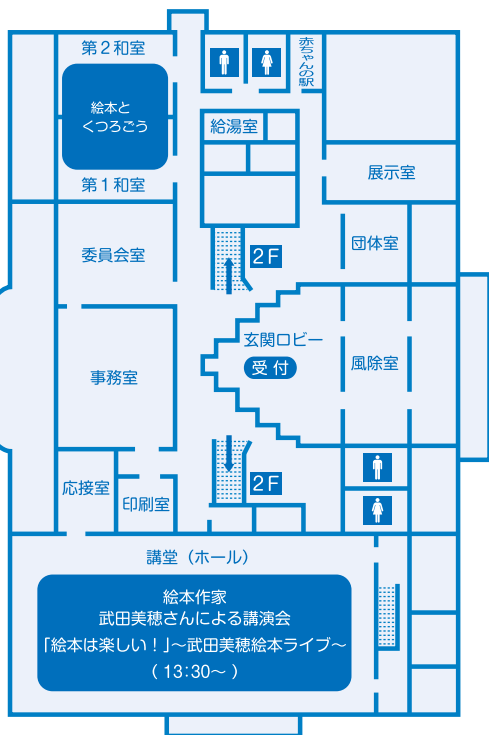 第２和室
絵本と
くつろごう
第１和室
赤ちゃんの駅
給湯室
展示室
委員会室
2F
団体室
玄関ロビー
受付
風除室
事務室
2F
応接室
印刷室
講堂（ホール）
絵本作家
武田美穂さんによる講演会
「絵本は楽しい！」～武田美穂絵本ライブ～
（ 13:30～ ）